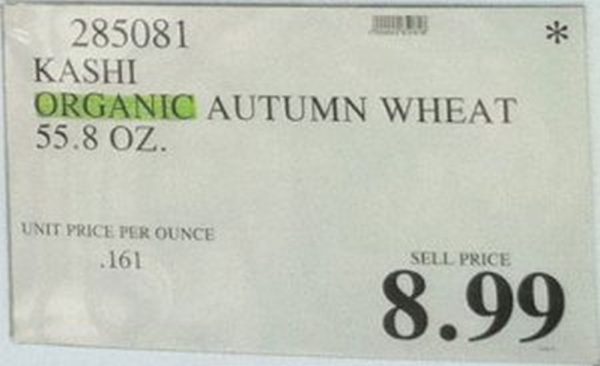 285081
*
KASHI
ORGANIC AUTUMN WHEAT
55.8 OZ.
UNIT PRICE PER OUNCE
.161
SELL PRICE
8.99